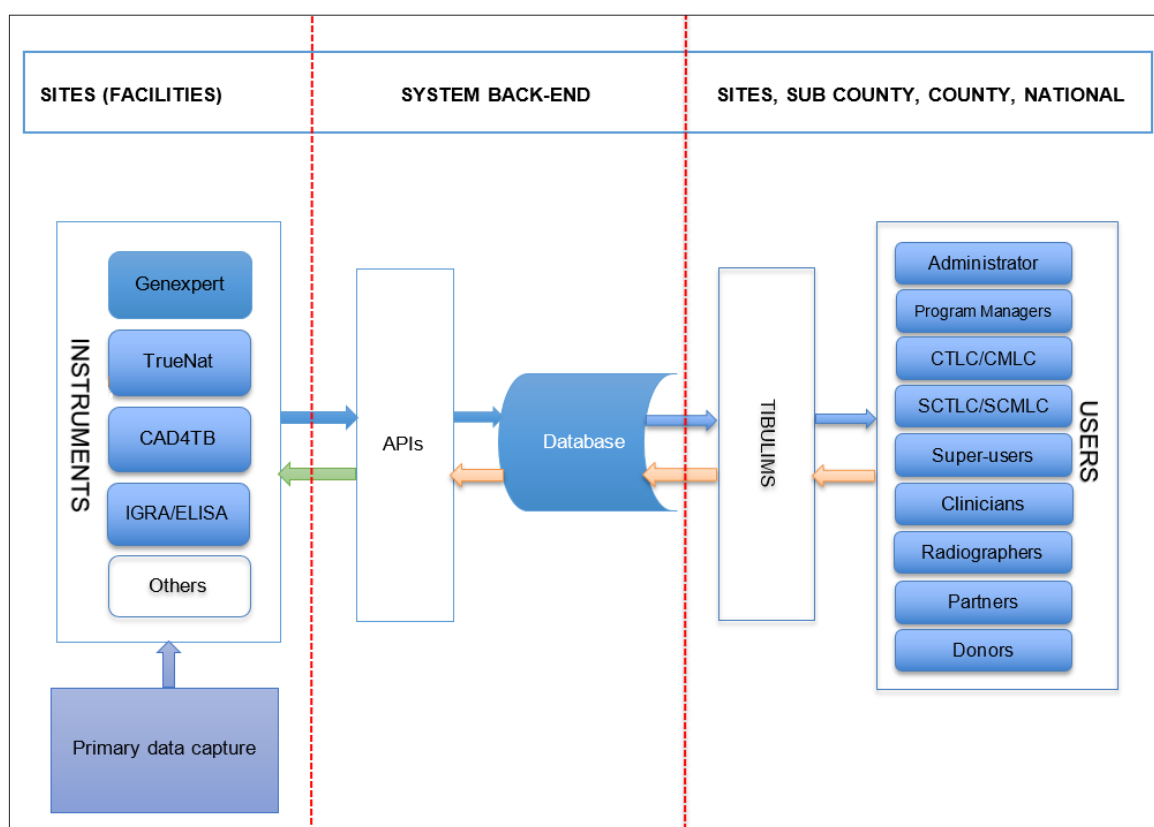 SITES (FACILITIES)
SYSTEM BACK-END
SITES, SUB COUNTY, COUNTY, NATIONAL
INSTRUMENTS
Genexpert
TrueNat
CAD4TB
IGRA/ELISA
Others
Primary data capture
APIs
Database
TIBULIMS
Administrator
Program Managers
CTLC/CMLC
SCTLC/SCMLC
Super-users
Clinicians
Radiographers
Partners
Donors
USERS